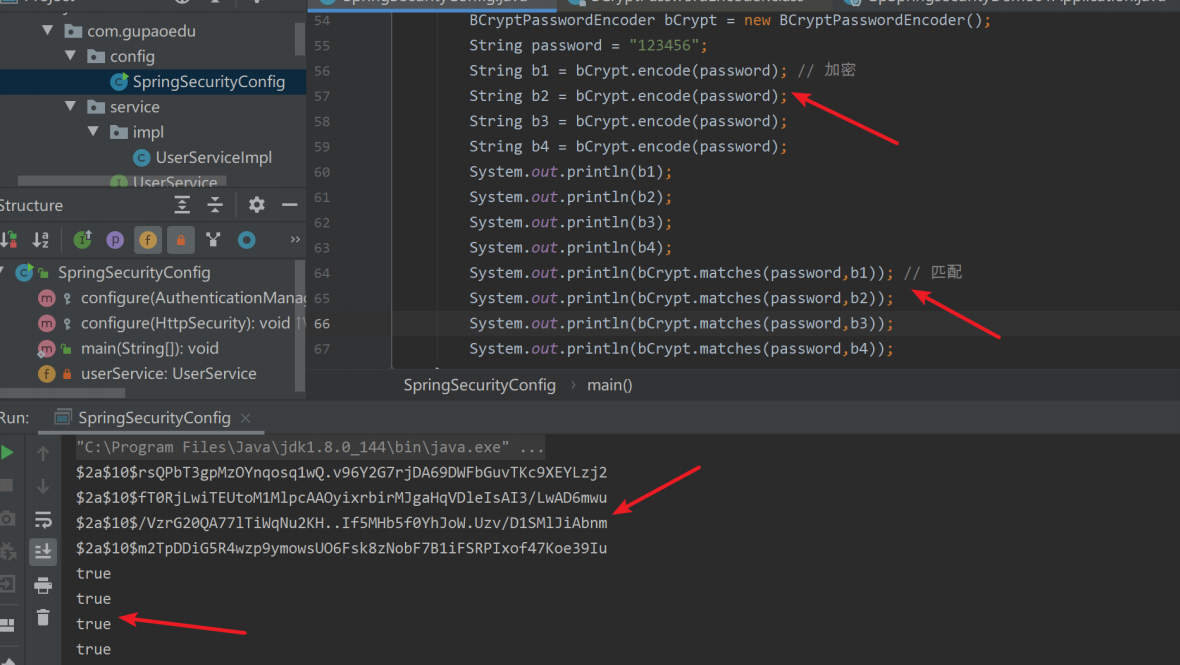 SpringSecurityConfig.java
com.gupaoedu
config
SpringSecurityConfig
service
impl
UserServiceImpl
UserService
Structure
SpringSecurityConfig
configure(AuthenticationMana
configure(HttpSecurity): void
main(String[]): void
userService: UserService
54 BCryptPasswordEncoder bCrypt = new BCryptPasswordEncoder();
55 String password = "123456";
56 String b1 = bCrypt.encode(password); // 加密
57 String b2 = bCrypt.encode(password);
58 String b3 = bCrypt.encode(password);
59 String b4 = bCrypt.encode(password);
60 System.out.println(b1);
61 System.out.println(b2);
62 System.out.println(b3);
63 System.out.println(b4);
64 System.out.println(bCrypt.matches(password,b1)); // 匹配
65 System.out.println(bCrypt.matches(password,b2));
66 System.out.println(bCrypt.matches(password,b3));
67 System.out.println(bCrypt.matches(password,b4));
SpringSecurityConfig › main()
Run: SpringSecurityConfig ×
"C:\Program Files\Java\jdk1.8.0_144\bin\java.exe" ...
$2a$10$rsQPbT3gpMzOYnqosq1wQ.v96Y2G7rjDA69DWFbGuvTKc9XEYLzj2
$2a$10$fT0RjLwiTEUtoM1MlpcAAOyixrbirMJgaHqVDleIsAI3/LwAD6mwu
$2a$10$/VzrG20QA77lTiWqNu2KH..If5MHb5f0YhJoW.Uzv/D1SMlJiAbnm
$2a$10$m2TpDDiG5R4wzp9ymowsUO6Fsk8zNobF7B1iFSRPIxof47Koe39Iu
true
true
true
true